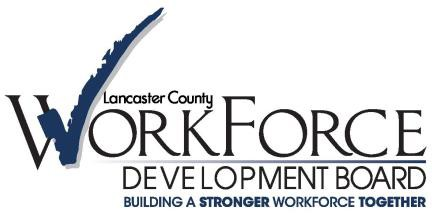 Lancaster County
WORKFORCE
DEVELOPMENT BOARD
BUILDING A STRONGER WORKFORCE TOGETHER